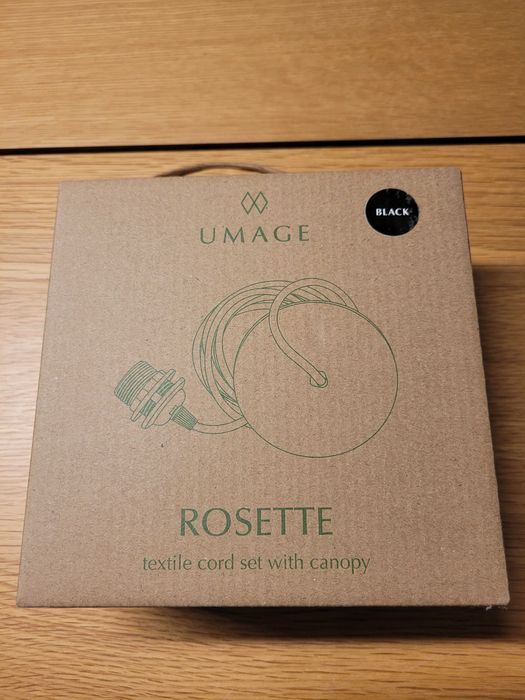 BLACK
UMAGE
ROSETTE
textile cord set with canopy